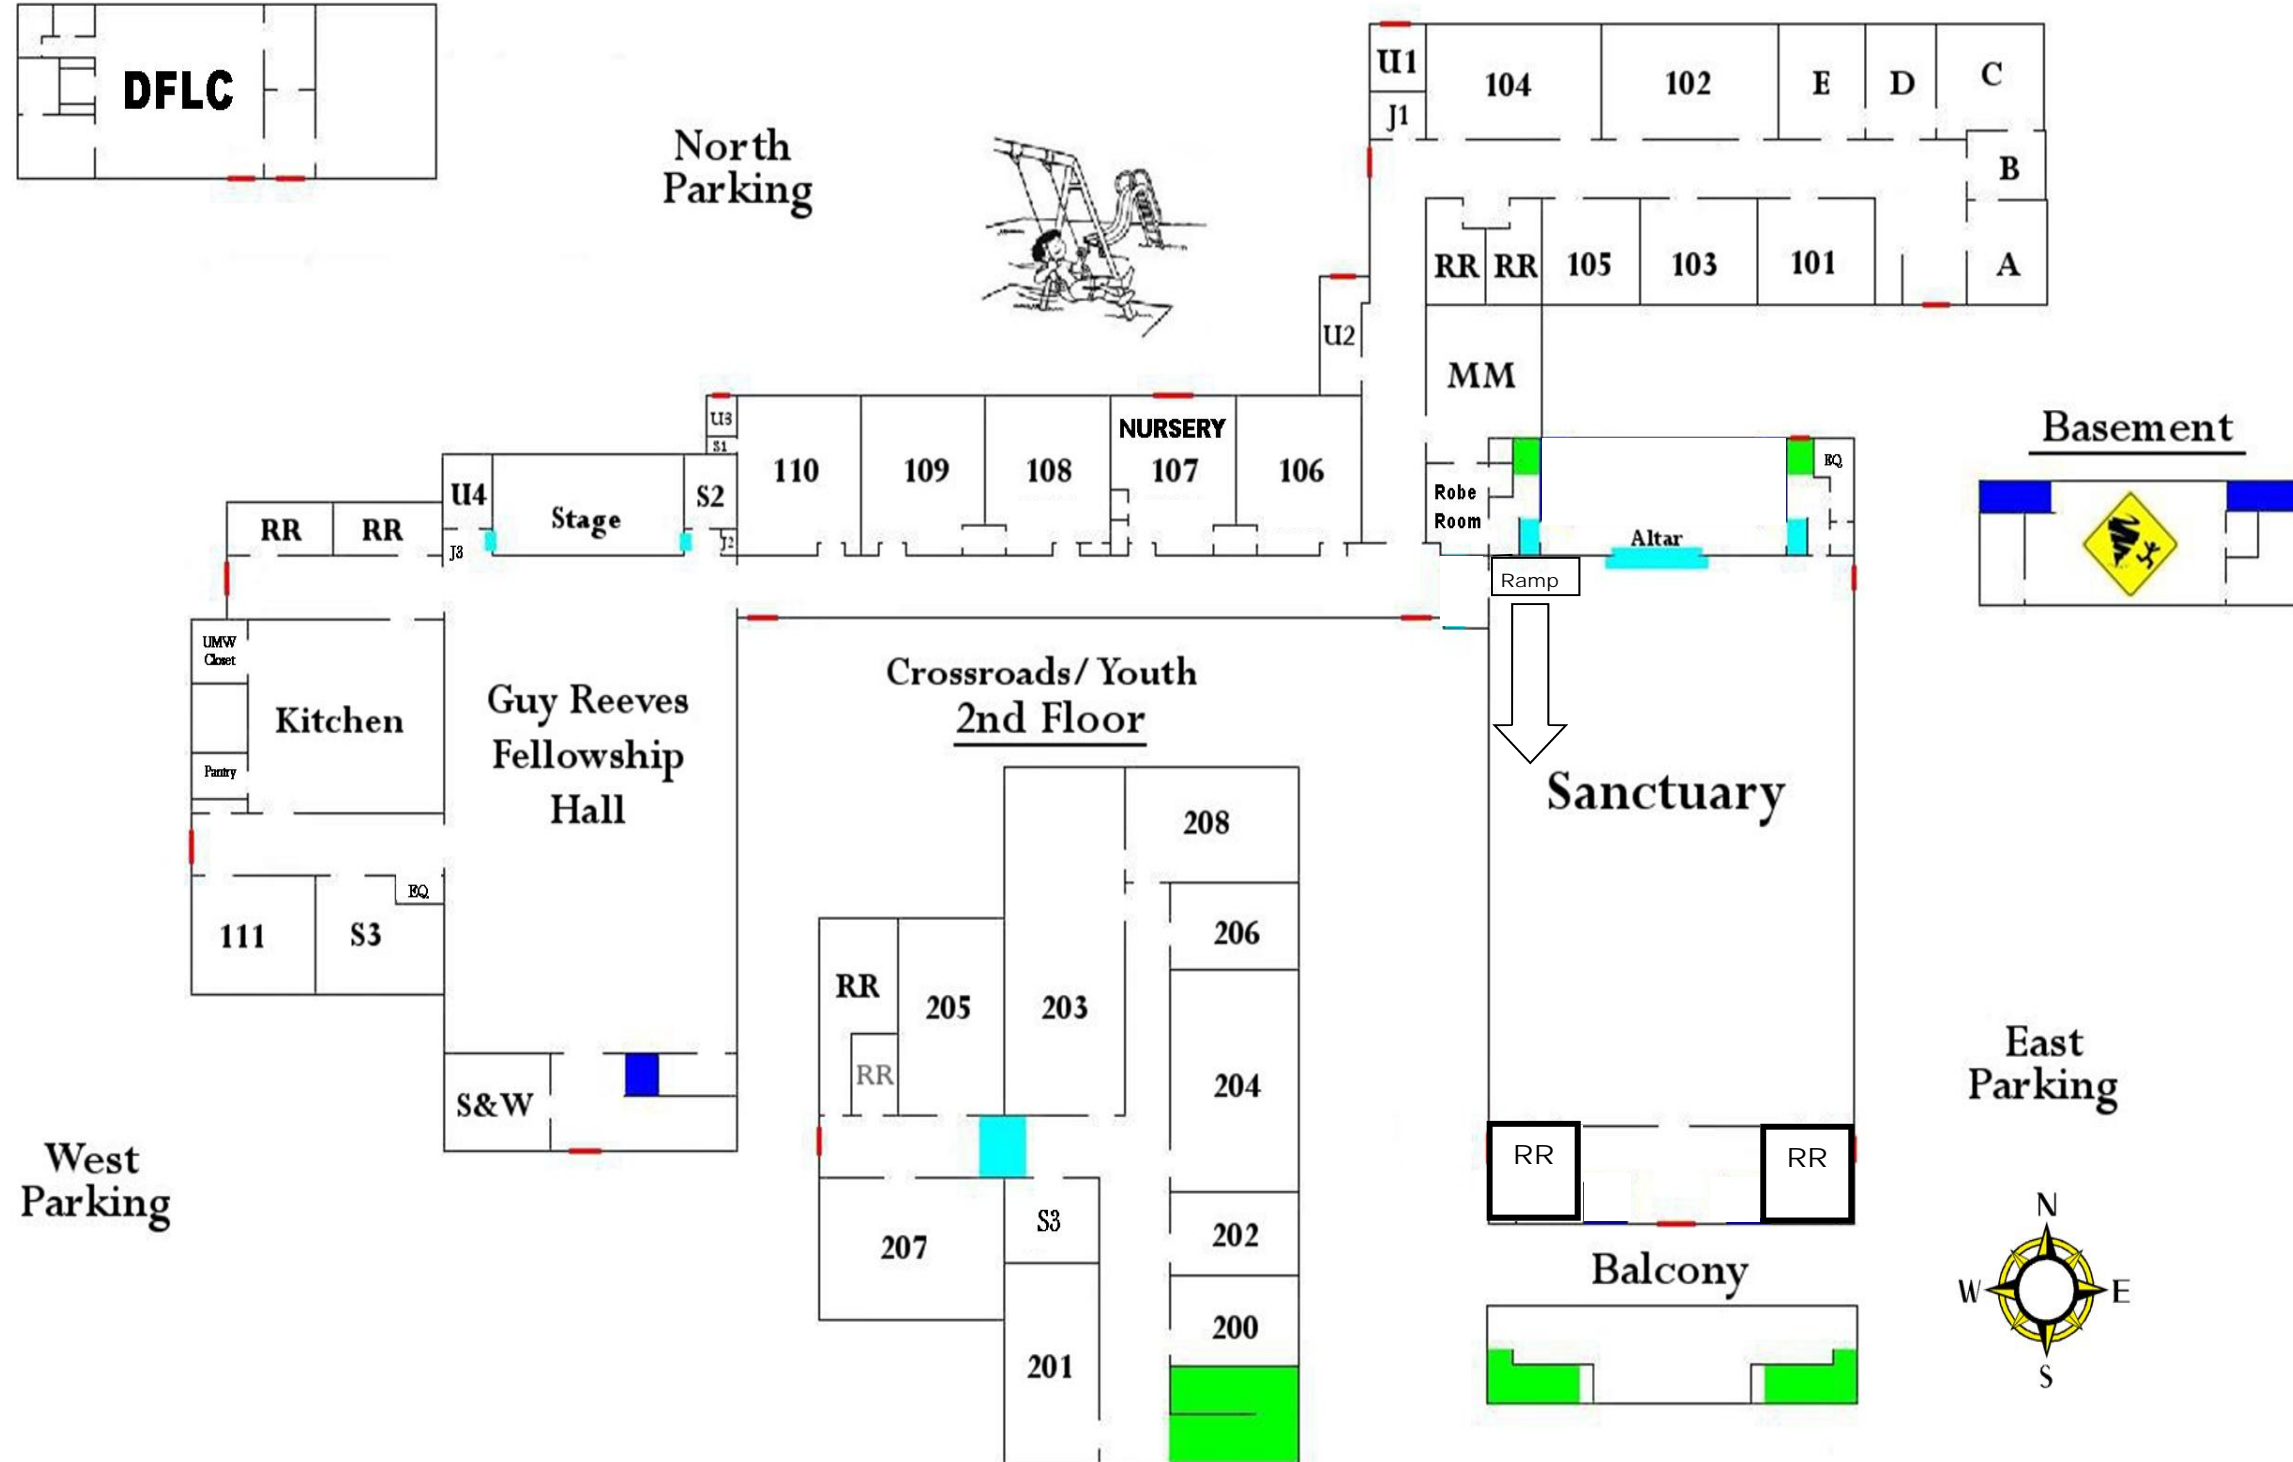 DFLC
North
Parking
U1
J1
104
102
E
D
C
B
A
RR
RR
105
103
101
U2
MM
U3
S1
110
109
108
NURSERY
107
106
Robe
Room
EQ
Altar
Ramp
Basement
U4
Stage
S2
J2
J3
RR
RR
UMW
Closet
Kitchen
Pantry
Guy Reeves
Fellowship
Hall
Crossroads/ Youth
2nd Floor
Sanctuary
111
S3
EQ
S&W
West
Parking
208
206
RR
205
203
RR
204
S3
202
207
200
201
East
Parking
RR
RR
Balcony
N
W
E
S